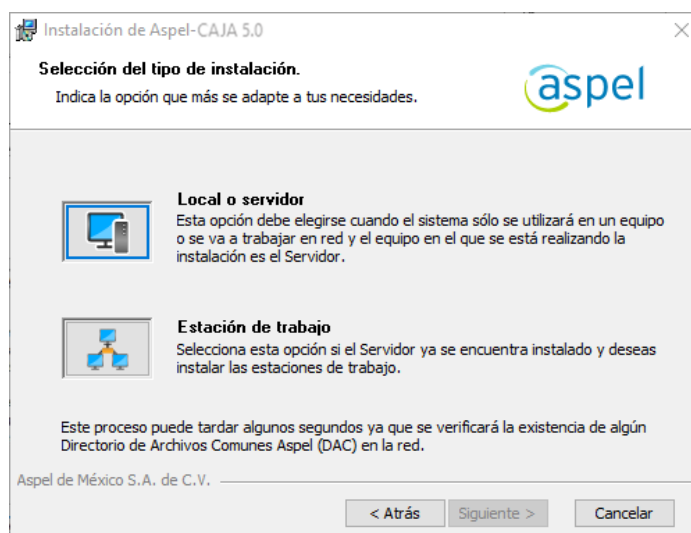 Instalación de Aspel-CAJA 5.0
Selección del tipo de instalación.
Indica la opción que más se adapte a tus necesidades.
aspel
Local o servidor
Esta opción debe elegirse cuando el sistema sólo se utilizará en un equipo
o se va a trabajar en red y el equipo en el que se está realizando la
instalación es el Servidor.
Estación de trabajo
Selecciona esta opción si el Servidor ya se encuentra instalado y deseas
instalar las estaciones de trabajo.
Este proceso puede tardar algunos segundos ya que se verificará la existencia de algún
Directorio de Archivos Comunes Aspel (DAC) en la red.
Aspel de México S.A. de C.V.
< Atrás
Siguiente >
Cancelar